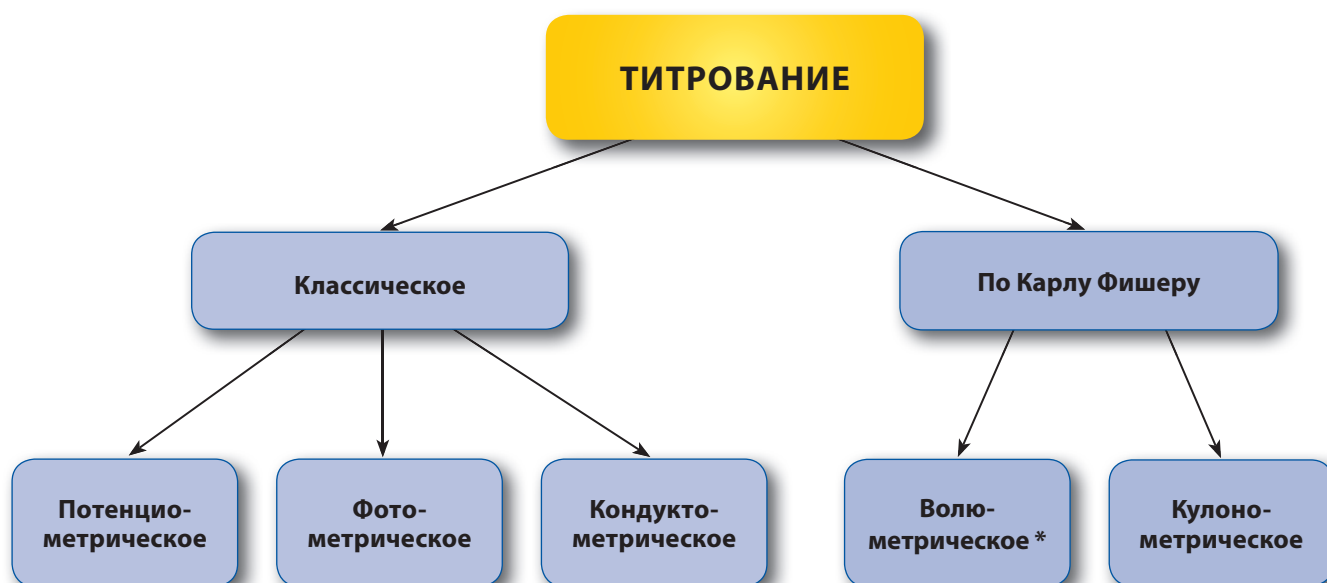 ТИТРОВАНИЕ
Классическое
По Карлу Фишеру
Потенцио-
метрическое
Фото-
метрическое
Кондукто-
метрическое
Волю-
метрическое *
Кулоно-
метрическое